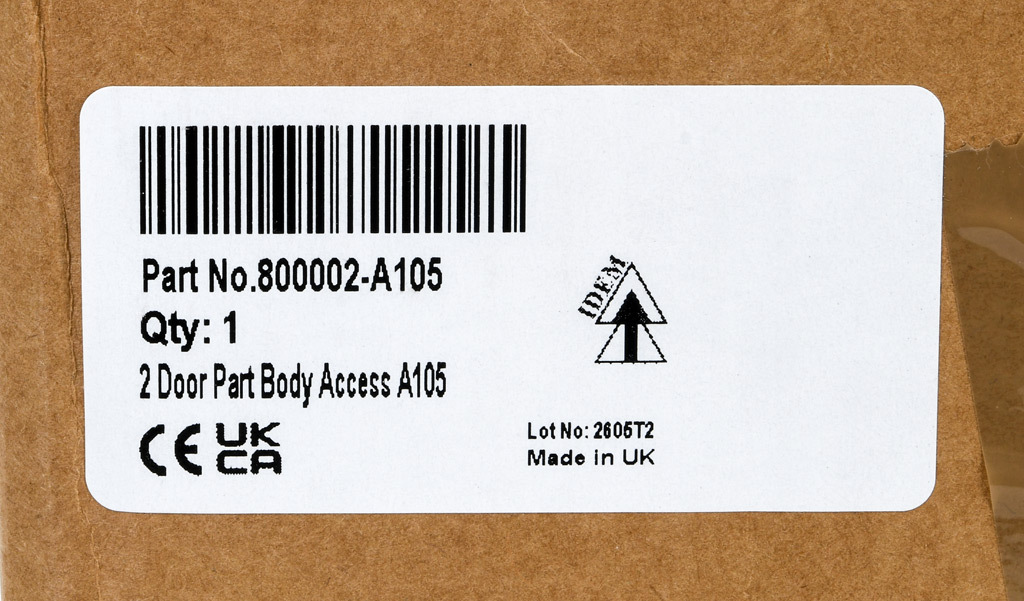 Part No.800002-A105
Qty: 1
2 Door Part Body Access A105
CE UK
CA
IDEM
Lot No: 2605T2
Made in UK